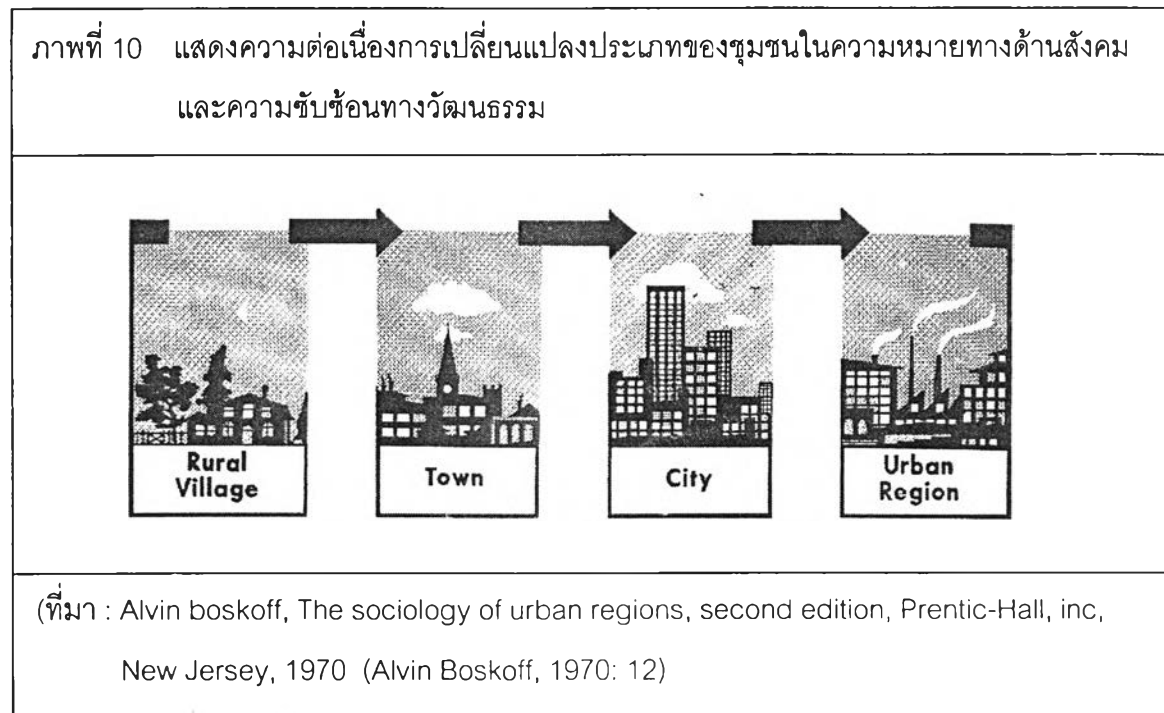 ภาพที่ 10 แสดงความต่อเนื่องการเปลี่ยนแปลงประเภทของชุมชนในความหมายทางด้านสังคม
และความซับซ้อนทางวัฒนธรรม
Rural
Village
Town
City
Urban
Region
(ที่มา : Alvin boskoff, The sociology of urban regions, second edition, Prentic-Hall, inc,
New Jersey, 1970 (Alvin Boskoff, 1970: 12)